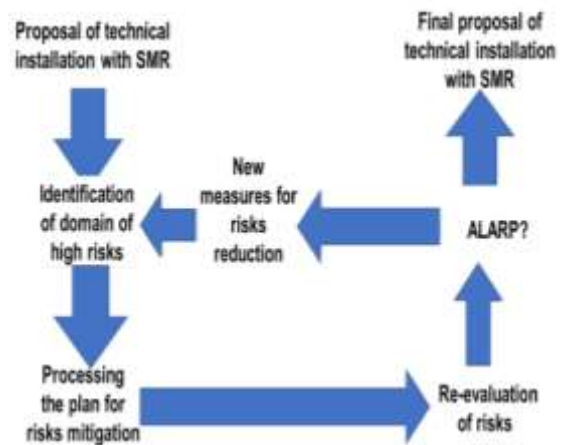 Proposal of technical
installation with SMR
Final proposal of
technical installation
with SMR
Identification
of domain of
high risks
New
measures for
risks
reduction
ALARP?
Processing
the plan for
risks mitigation
Re-evaluation
of risks